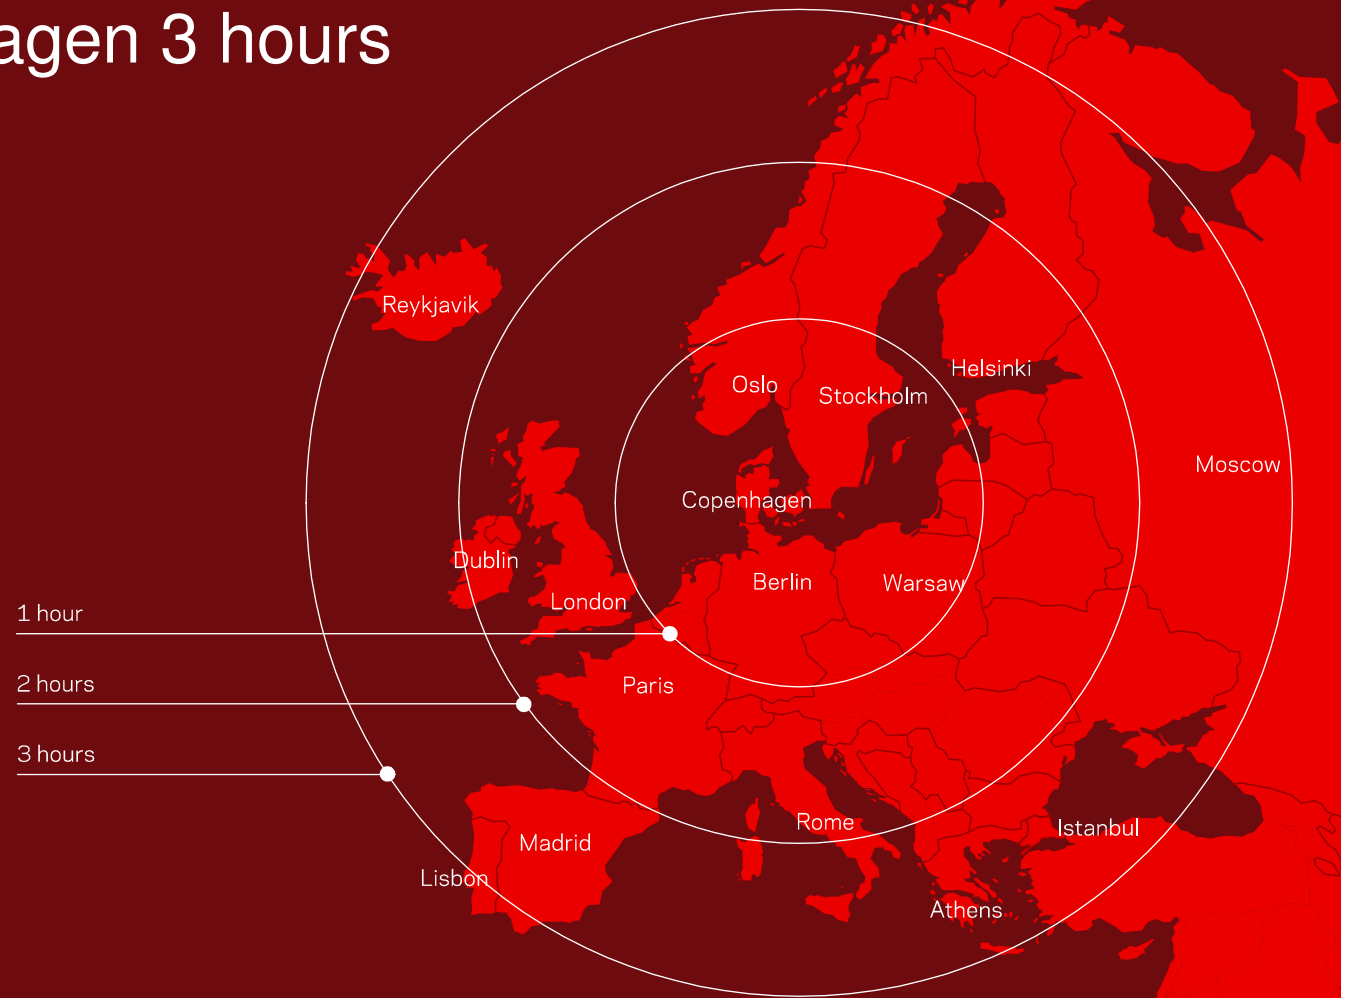 agen 3 hours
Reykjavik
Helsinki
Oslo
Stockholm
Moscow
Copenhagen
Dublin
Berlin
Warsaw
London
1 hour
Paris
2 hours
3 hours
Rome
Istanbul
Madrid
Lisbon
Athens